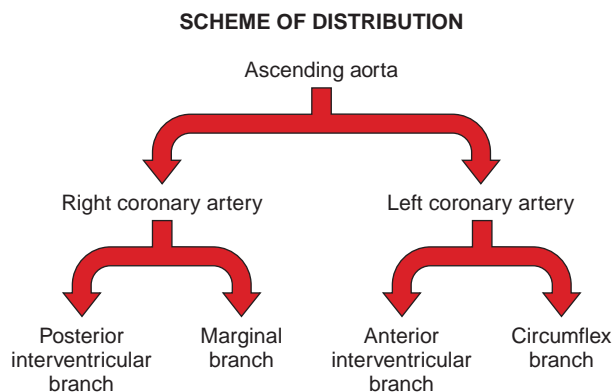 SCHEME OF DISTRIBUTION
Ascending aorta
Right coronary artery
Left coronary artery
Posterior
interventricular
branch
Marginal
branch
Anterior
interventricular
branch
Circumflex
branch